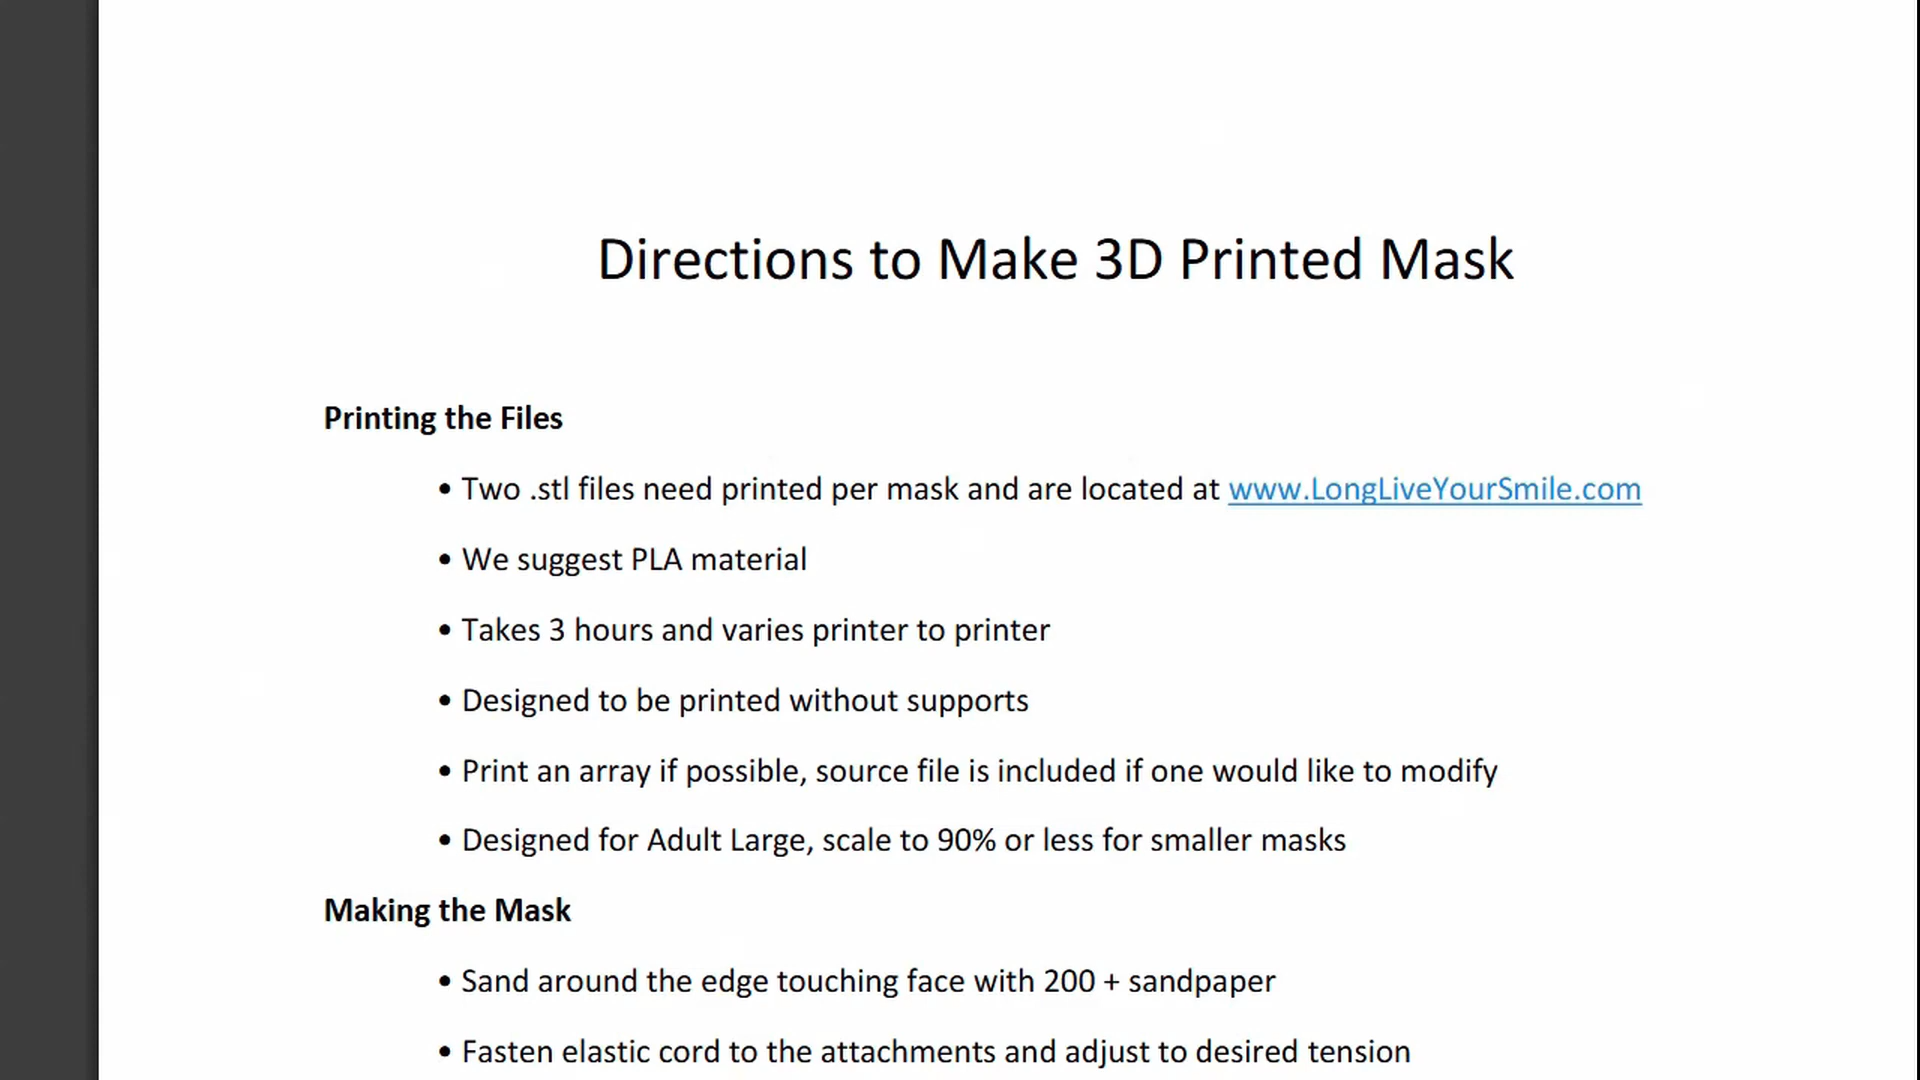 Directions to Make 3D Printed Mask
Printing the Files
• Two .stl files need printed per mask and are located at www.LongLiveYourSmile.com
• We suggest PLA material
• Takes 3 hours and varies printer to printer
• Designed to be printed without supports
• Print an array if possible, source file is included if one would like to modify
• Designed for Adult Large, scale to 90% or less for smaller masks
Making the Mask
• Sand around the edge touching face with 200 + sandpaper
• Fasten elastic cord to the attachments and adjust to desired tension